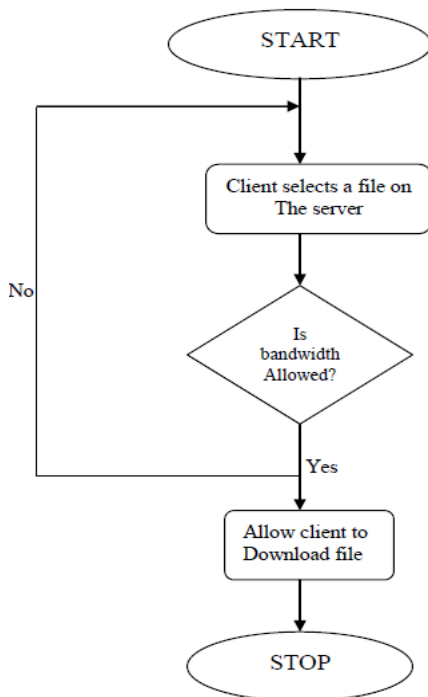 START
Client selects a file on
The server
No
Is
bandwidth
Allowed?
Yes
Allow client to
Download file
STOP